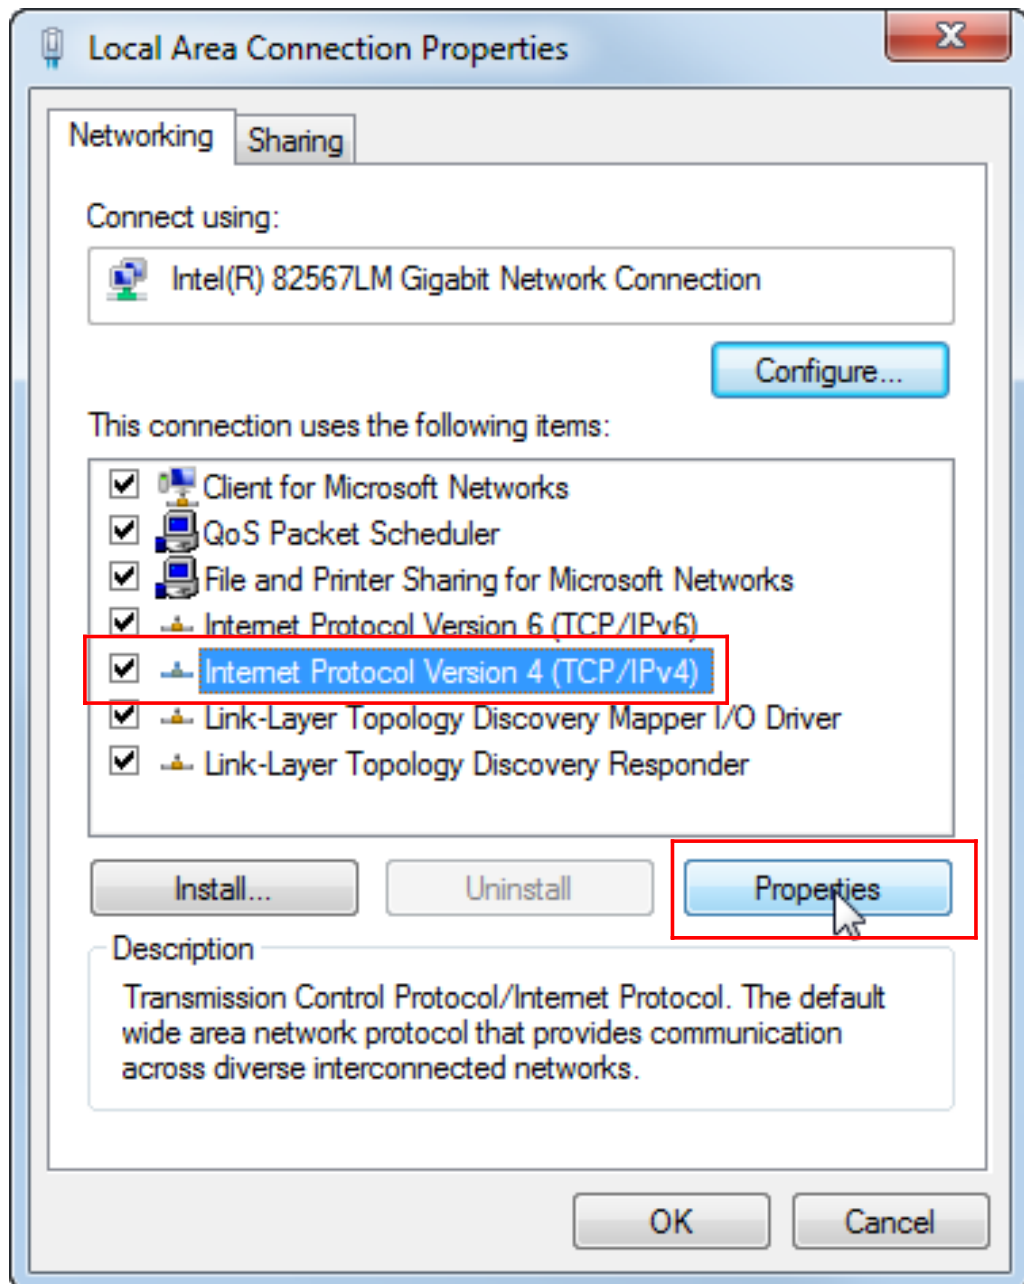 Local Area Connection Properties
Networking
Sharing
Connect using:
Intel(R) 82567LM Gigabit Network Connection
Configure...
This connection uses the following items:
Client for Microsoft Networks
QoS Packet Scheduler
File and Printer Sharing for Microsoft Networks
Internet Protocol Version 6 (TCP/IPv6)
Internet Protocol Version 4 (TCP/IPv4)
Link-Layer Topology Discovery Mapper I/O Driver
Link-Layer Topology Discovery Responder
Install...
Uninstall
Properties
Description
Transmission Control Protocol/Internet Protocol. The default
wide area network protocol that provides communication
across diverse interconnected networks.
OK
Cancel